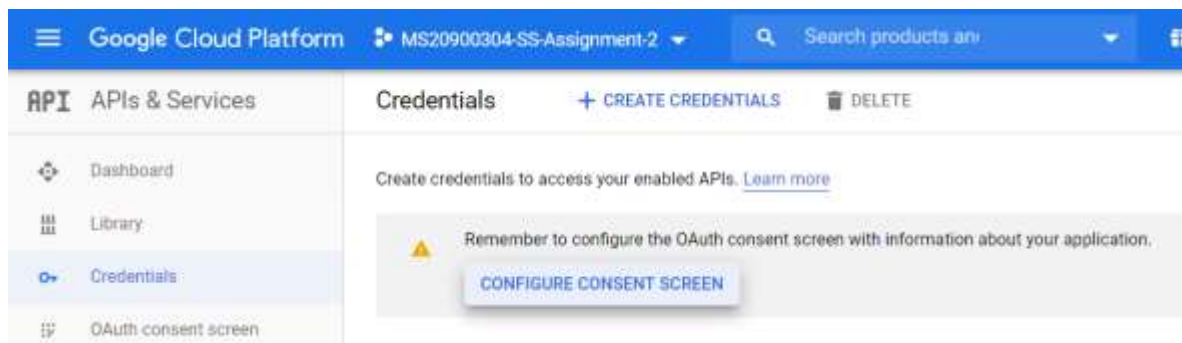 Google Cloud Platform
MS20900304-SS-Assignment-2
Search products an
API APIs & Services
Credentials
+ CREATE CREDENTIALS
DELETE
Dashboard
Library
Credentials
OAuth consent screen
Create credentials to access your enabled APIs. Learn more
Remember to configure the OAuth consent screen with information about your application.
CONFIGURE CONSENT SCREEN